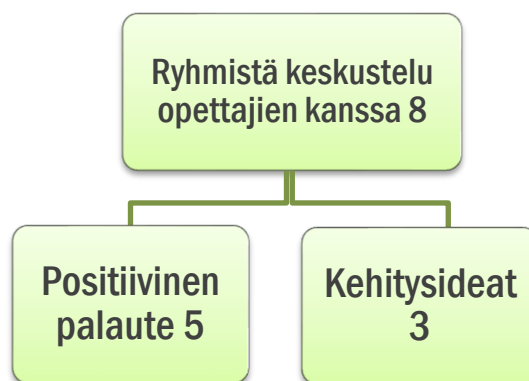 Ryhmistä keskustelu
opettajien kanssa 8
Positiivinen
palaute 5
Kehitysideat
3